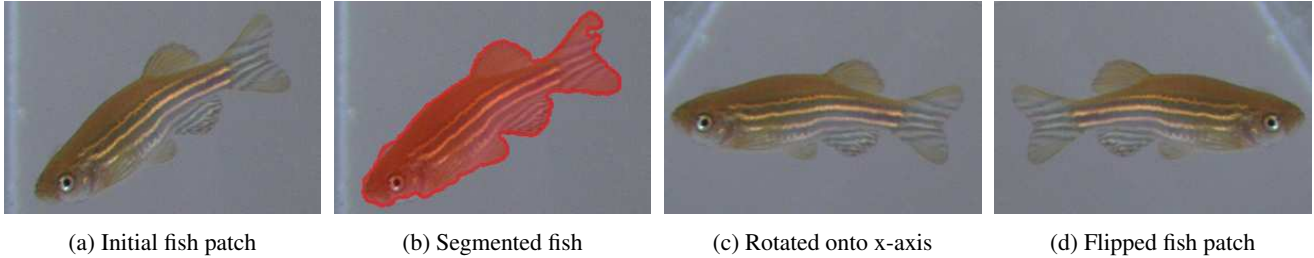 (a) Initial fish patch
(b) Segmented fish
(c) Rotated onto x-axis
(d) Flipped fish patch